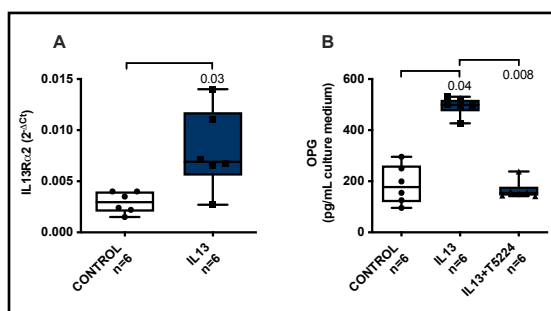 A
IL13Rα2 (2-ΔCt)
0.015
0.010
0.005
0.000
0.03
CONTROL
n=6
IL13
n=6
B
OPG
(pg/mL culture medium)
600
400
200
0
0.04
0.008
CONTROL
n=6
IL13
n=6
IL13+T5224
n=6